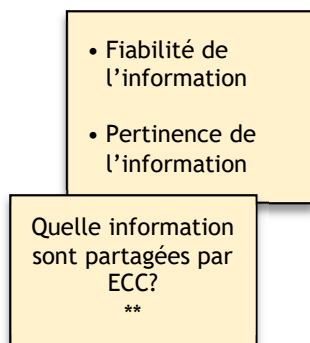 • Fiabilité de
l’information
• Pertinence de
l’information
Quelle information
sont partagées par
ECC?
**